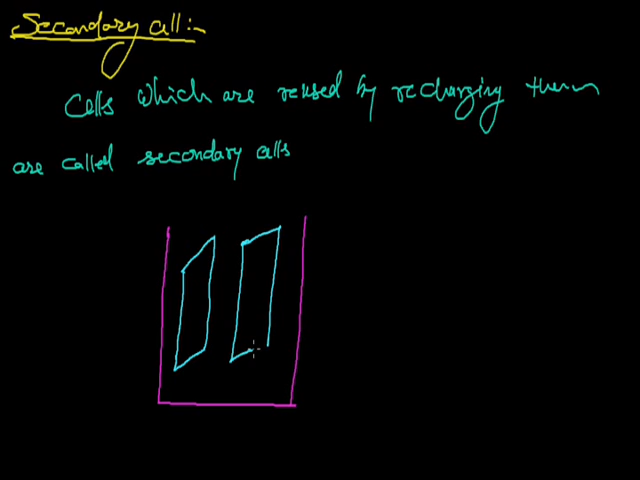 Secondary cell:-
Cells which are reused by recharging them
are called secondary cells